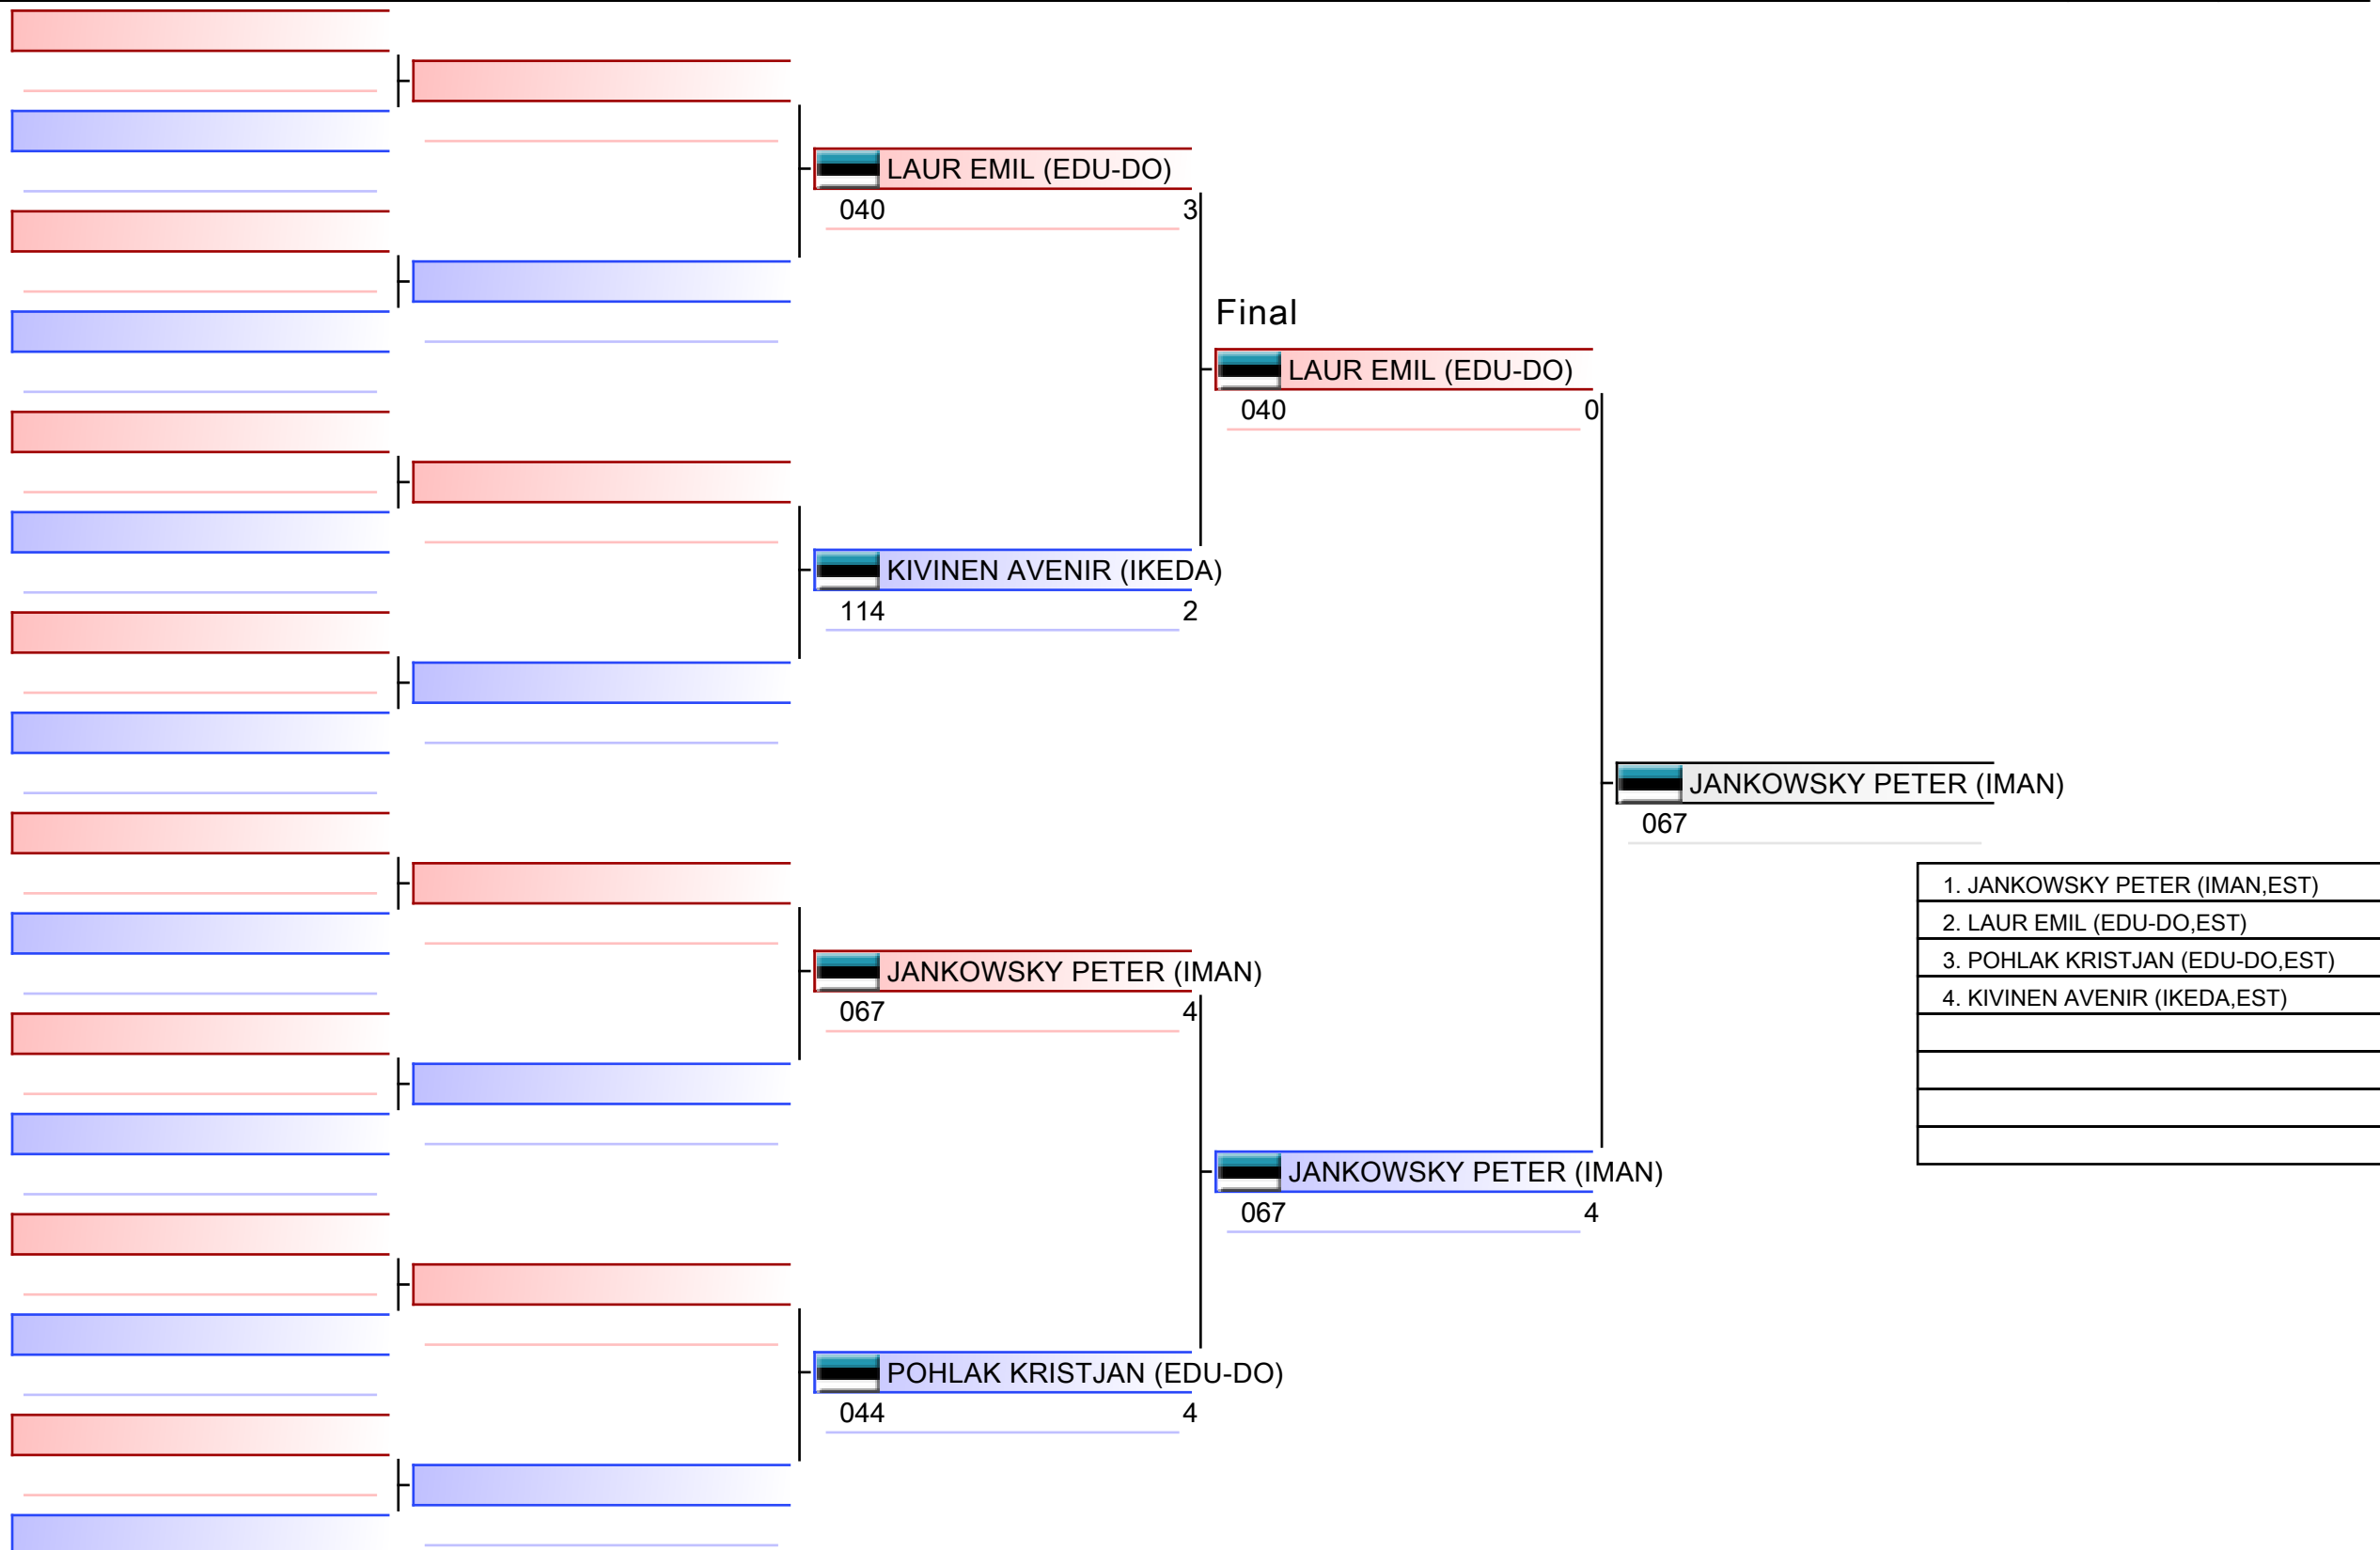 LAUR EMIL (EDU-DO)
040 3
Final
LAUR EMIL (EDU-DO)
040 0
KIVINEN AVENIR (IKEDA)
114 2
JANKOWSKY PETER (IMAN)
067
1. JANKOWSKY PETER (IMAN,EST)
2. LAUR EMIL (EDU-DO,EST)
3. POHLAK KRISTJAN (EDU-DO,EST)
4. KIVINEN AVENIR (IKEDA,EST)
JANKOWSKY PETER (IMAN)
067 4
JANKOWSKY PETER (IMAN)
067 4
POHLAK KRISTJAN (EDU-DO)
044 4